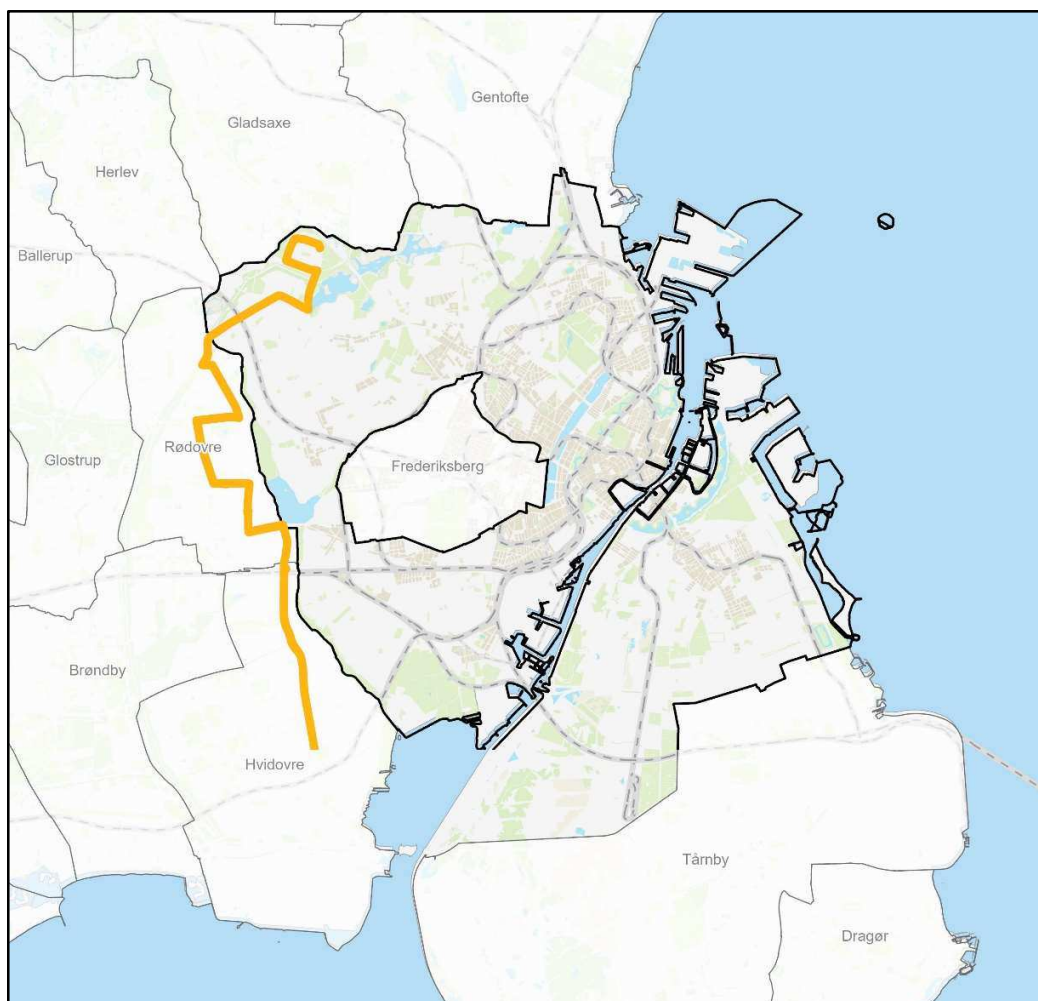 Gentofte
Gladsaxe
Herlev
Ballerup
Rødovre
Glostrup
Frederiksberg
Brøndby
Hvidovre
Tårnby
Dragør